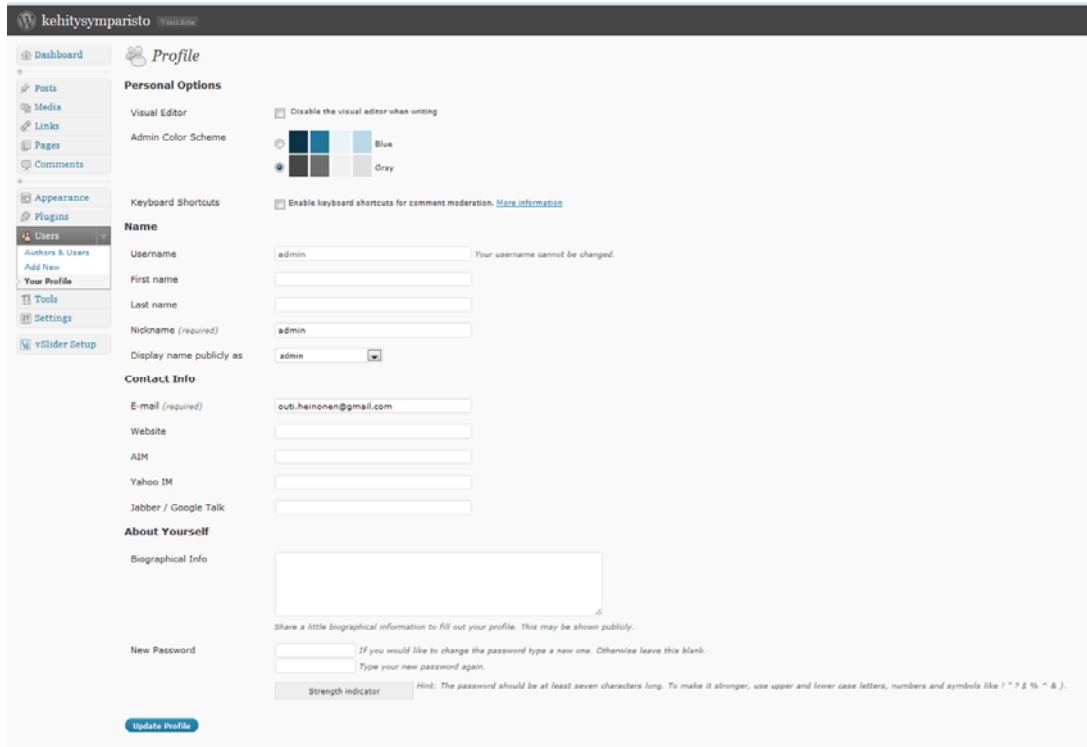 kehitysymparisto Visit Site
Dashboard
Profile
Personal Options
Posts
Media
Links
Pages
Comments
Visual Editor
Disable the visual editor when writing
Admin Color Scheme
Blue
Gray
Appearance
Plugins
Users
Authors & Users
Add New
Your Profile
Tools
Settings
vSlider Setup
Keyboard Shortcuts
Enable keyboard shortcuts for comment moderation. More information
Name
Username admin Your username cannot be changed.
First name
Last name
Nickname (required) admin
Display name publicly as admin
Contact Info
E-mail (required) outi.heinonen@gmail.com
Website
AIM
Yahoo IM
Jabber / Google Talk
About Yourself
Biographical Info
Share a little biographical information to fill out your profile. This may be shown publicly.
New Password If you would like to change the password type a new one. Otherwise leave this blank.
Type your new password again.
Strength indicator Hint: The password should be at least seven characters long. To make it stronger, use upper and lower case letters, numbers and symbols like ! " ? $ % ^ & ).
Update Profile